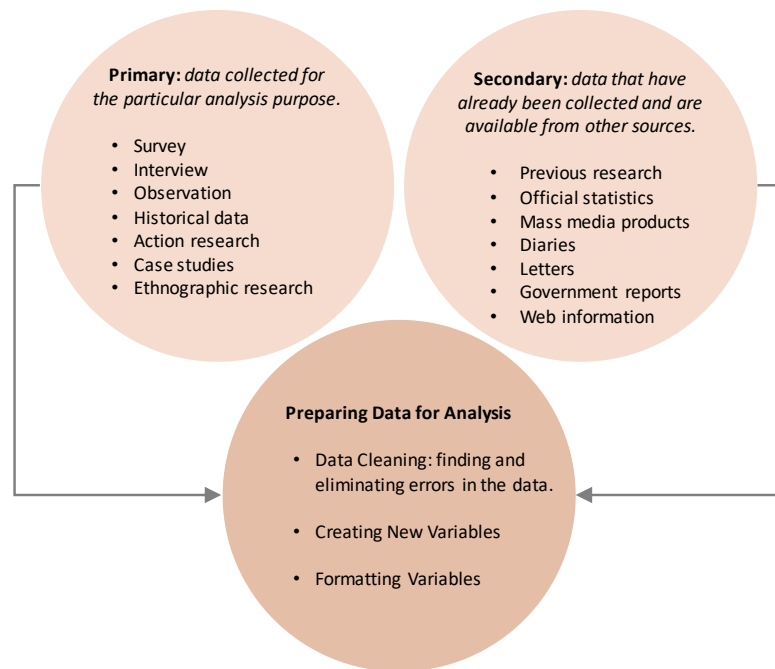 Primary: data collected for
the particular analysis purpose.
• Survey
• Interview
• Observation
• Historical data
• Action research
• Case studies
• Ethnographic research
Secondary: data that have
already been collected and are
available from other sources.
• Previous research
• Official statistics
• Mass media products
• Diaries
• Letters
• Government reports
• Web information
Preparing Data for Analysis
• Data Cleaning: finding and
eliminating errors in the data.
• Creating New Variables
• Formatting Variables